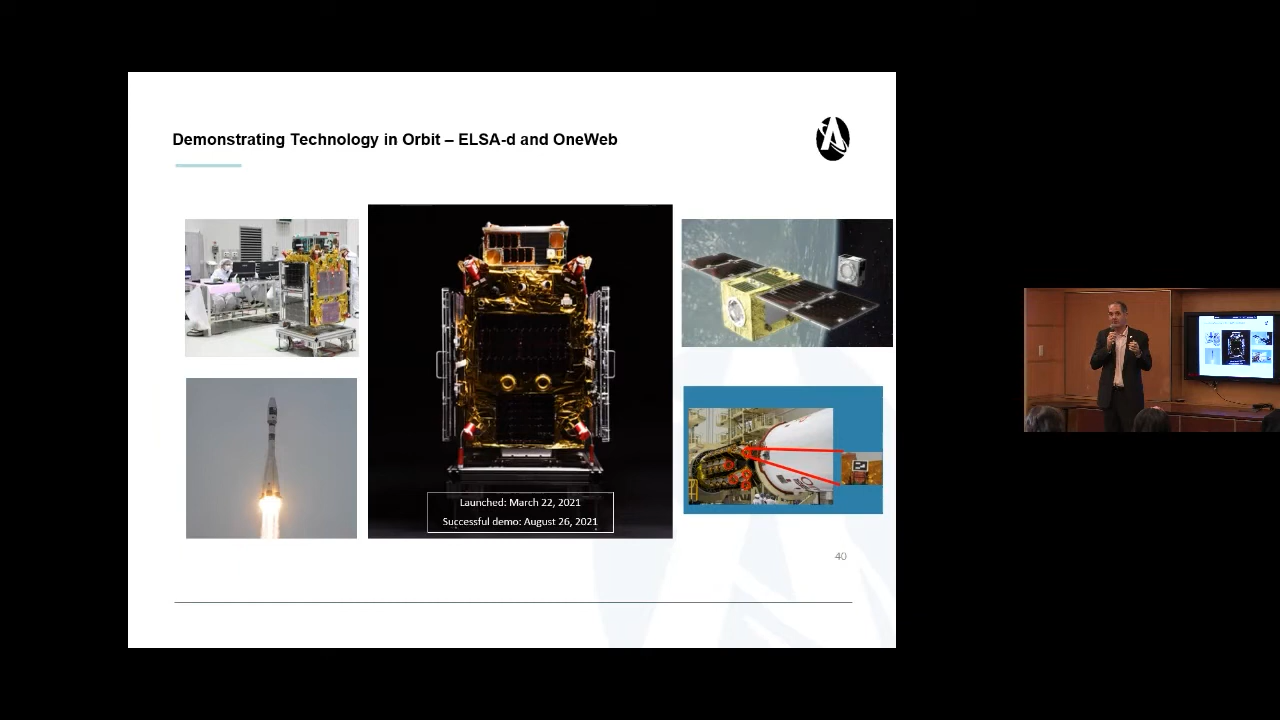 Demonstrating Technology in Orbit – ELSA-d and OneWeb
Launched: March 22, 2021
Successful demo: August 26, 2021
40